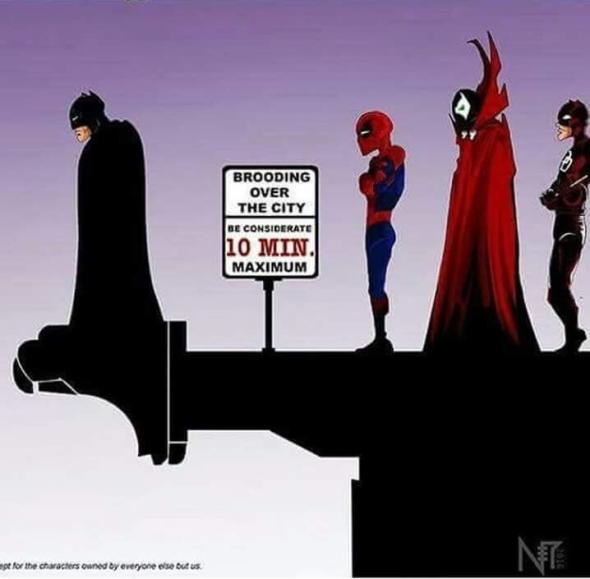 BROODING
OVER
THE CITY
BE CONSIDERATE
10 MIN.
MAXIMUM
ept for the characters owned by everyone else but us.